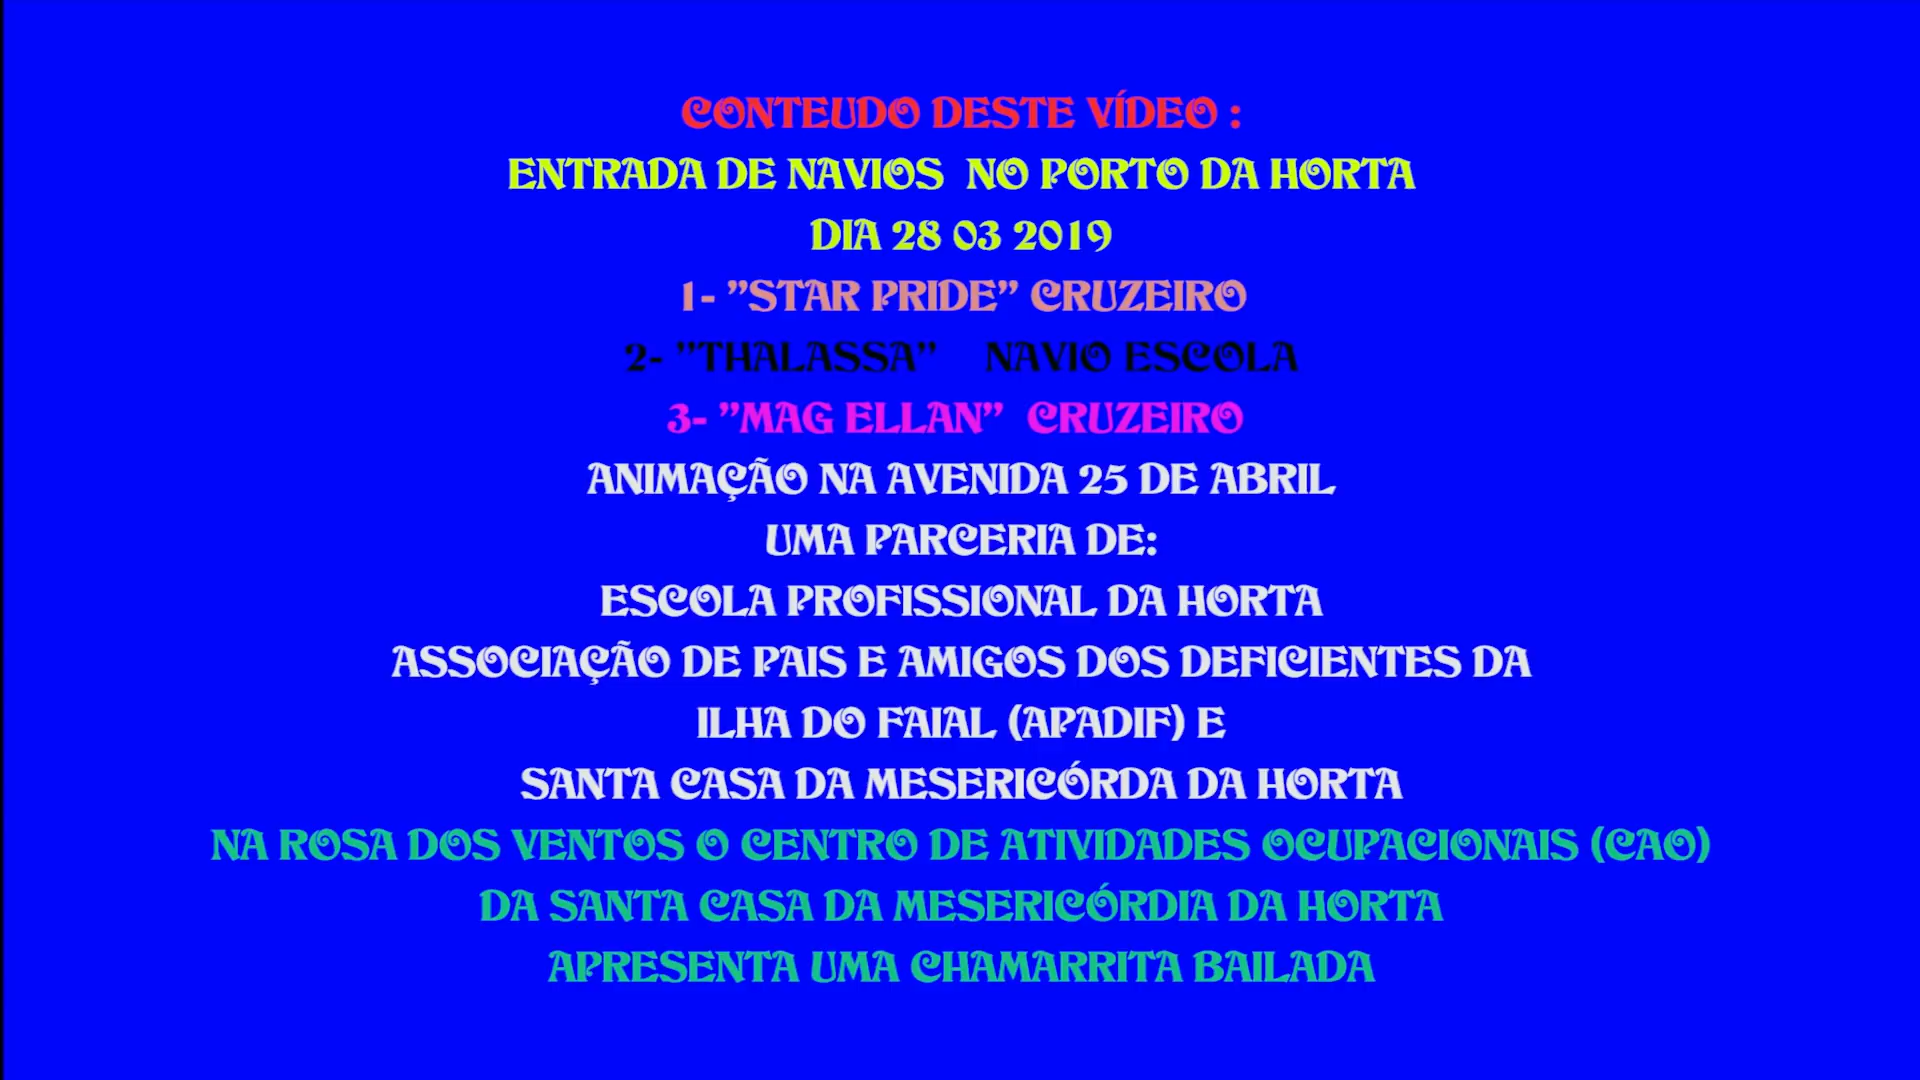 CONTEUDO DESTE VÍDEO :
ENTRADA DE NAVIOS  NO PORTO DA HORTA
DIA 28 03 2019
1- "STAR PRIDE" CRUZEIRO
2- "THALASSA"    NAVIO ESCOLA
3- "MAG ELLAN"  CRUZEIRO
ANIMAÇÃO NA AVENIDA 25 DE ABRIL
UMA PARCERIA DE:
ESCOLA PROFISSIONAL DA HORTA
ASSOCIAÇÃO DE PAIS E AMIGOS DOS DEFICIENTES DA
ILHA DO FAIAL (APADIF) E
SANTA CASA DA MESERICÓRDA DA HORTA
NA ROSA DOS VENTOS O CENTRO DE ATIVIDADES OCUPACIONAIS (CAO)
DA SANTA CASA DA MESERICÓRDIA DA HORTA
APRESENTA UMA CHAMARRITA BAILADA